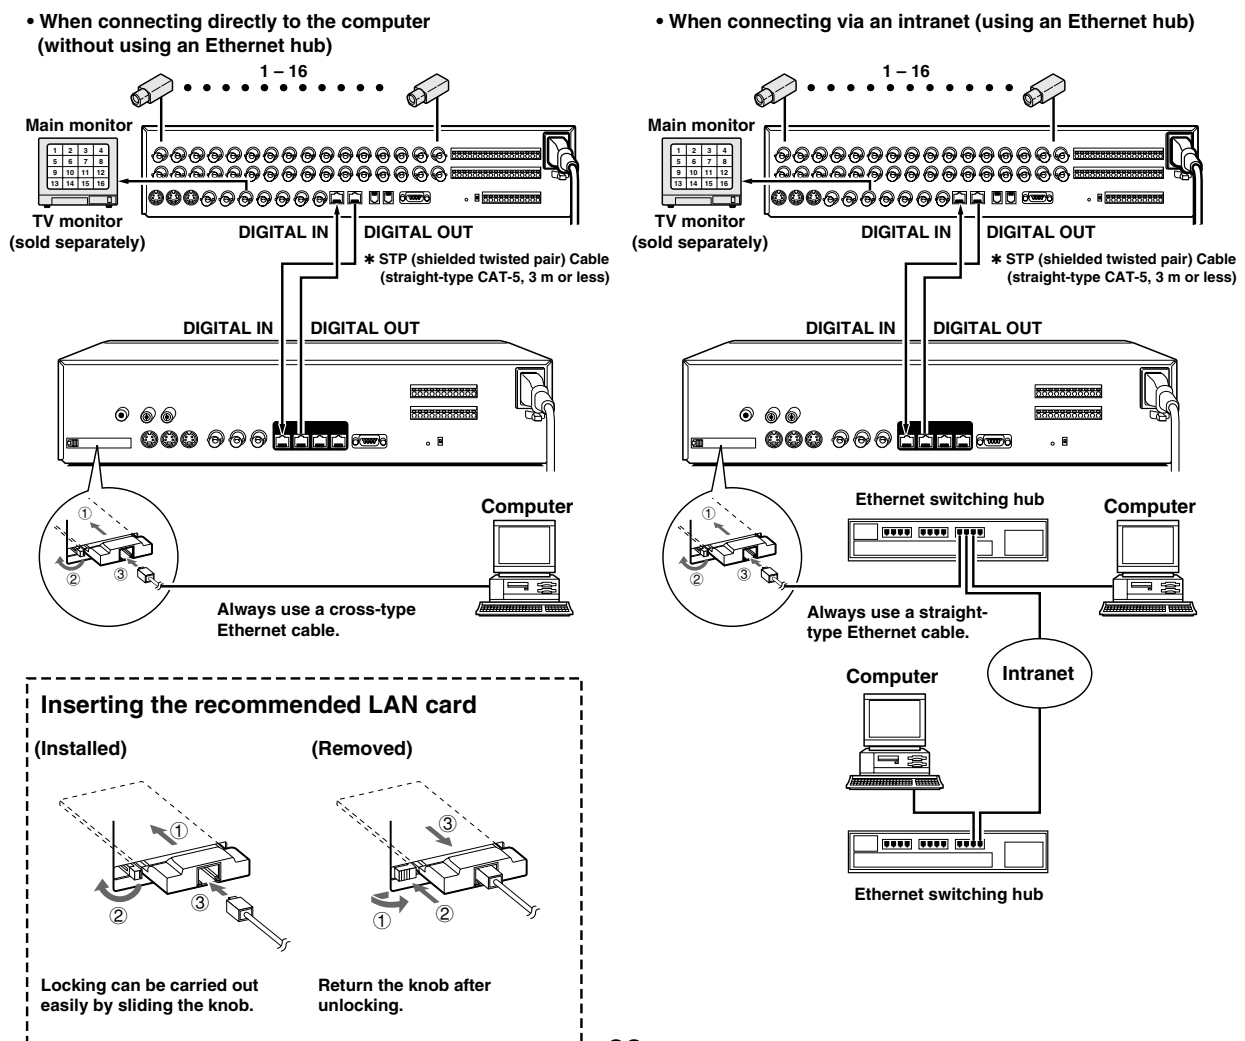 • When connecting directly to the computer
(without using an Ethernet hub)
1 – 16
Main monitor
1 2 3 4
5 6 7 8
9 10 11 12
13 14 15 16
TV monitor
(sold separately)
DIGITAL IN
DIGITAL OUT
✱ STP (shielded twisted pair) Cable
(straight-type CAT-5, 3 m or less)
DIGITAL IN
DIGITAL OUT
①
②
③
Computer
Always use a cross-type
Ethernet cable.
• When connecting via an intranet (using an Ethernet hub)
1 – 16
Main monitor
1 2 3 4
5 6 7 8
9 10 11 12
13 14 15 16
TV monitor
(sold separately)
DIGITAL IN
DIGITAL OUT
✱ STP (shielded twisted pair) Cable
(straight-type CAT-5, 3 m or less)
DIGITAL IN
DIGITAL OUT
①
②
③
Ethernet switching hub
Computer
Always use a straight-
type Ethernet cable.
Intranet
Computer
Ethernet switching hub
Inserting the recommended LAN card
(Installed)
①
②
③
Locking can be carried out
easily by sliding the knob.
(Removed)
③
①
②
Return the knob after
unlocking.